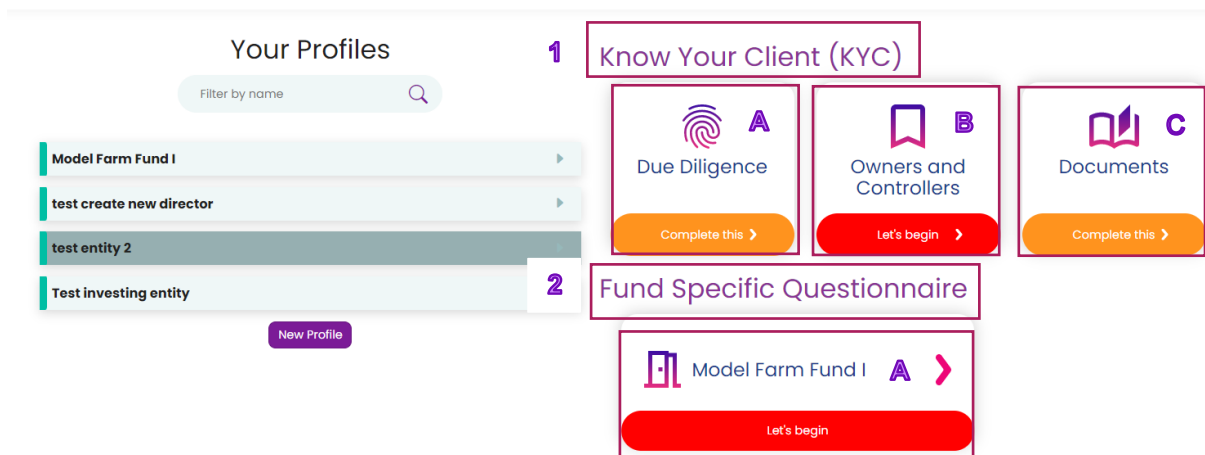 Your Profiles
Filter by name
Model Farm Fund I
test create new director
test entity 2
Test investing entity
New Profile
1
Know Your Client (KYC)
A
Due Diligence
Complete this
B
Owners and
Controllers
Let's begin
C
Documents
Complete this
2
Fund Specific Questionnaire
Model Farm Fund I
A
Let's begin